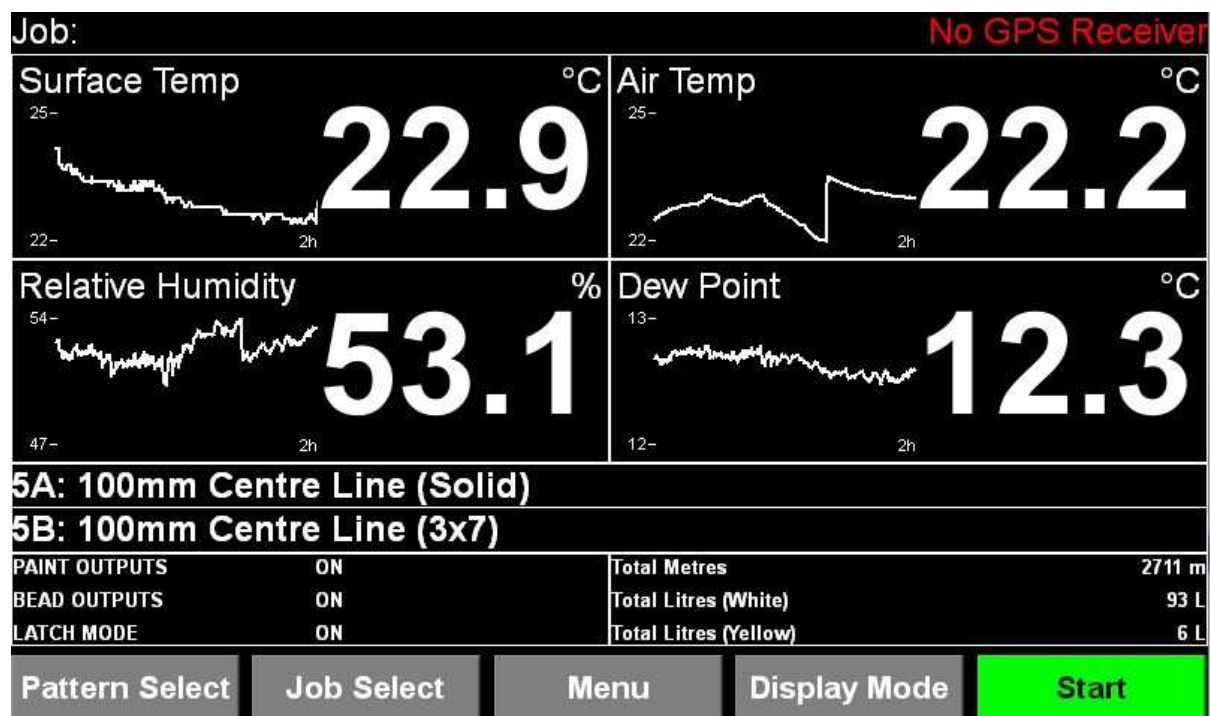 Job: No GPS Receiver
Surface Temp °C
25-
22.9
22-
2h
Air Temp °C
25-
22.2
22-
2h
Relative Humidity %
54-
53.1
47-
2h
Dew Point °C
13-
12.3
12-
2h
5A: 100mm Centre Line (Solid)
5B: 100mm Centre Line (3x7)
PAINT OUTPUTS ON
BEAD OUTPUTS ON
LATCH MODE ON
Total Metres 2711 m
Total Litres (White) 93 L
Total Litres (Yellow) 6 L
Pattern Select
Job Select
Menu
Display Mode
Start